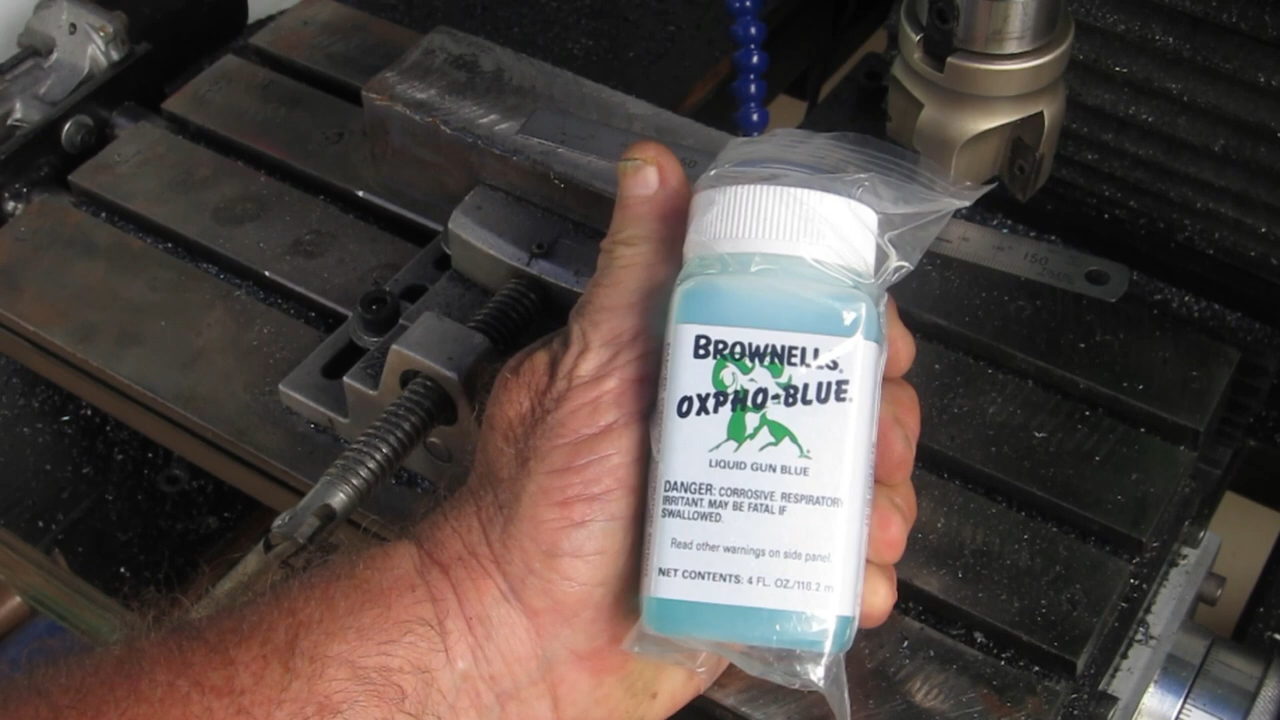 BROWNELLS®
OXPHO-BLUE®
LIQUID GUN BLUE
DANGER: CORROSIVE. RESPIRATORY
IRRITANT. MAY BE FATAL IF
SWALLOWED.
Read other warnings on side panel.
NET CONTENTS: 4 FL. OZ./118.2 m
150
50